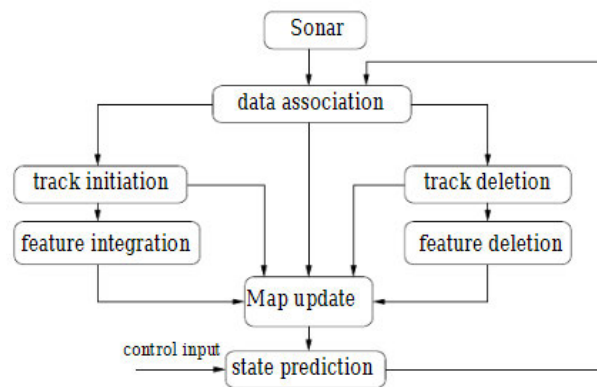 Sonar
data association
track initiation
track deletion
feature integration
feature deletion
Map update
control input
state prediction